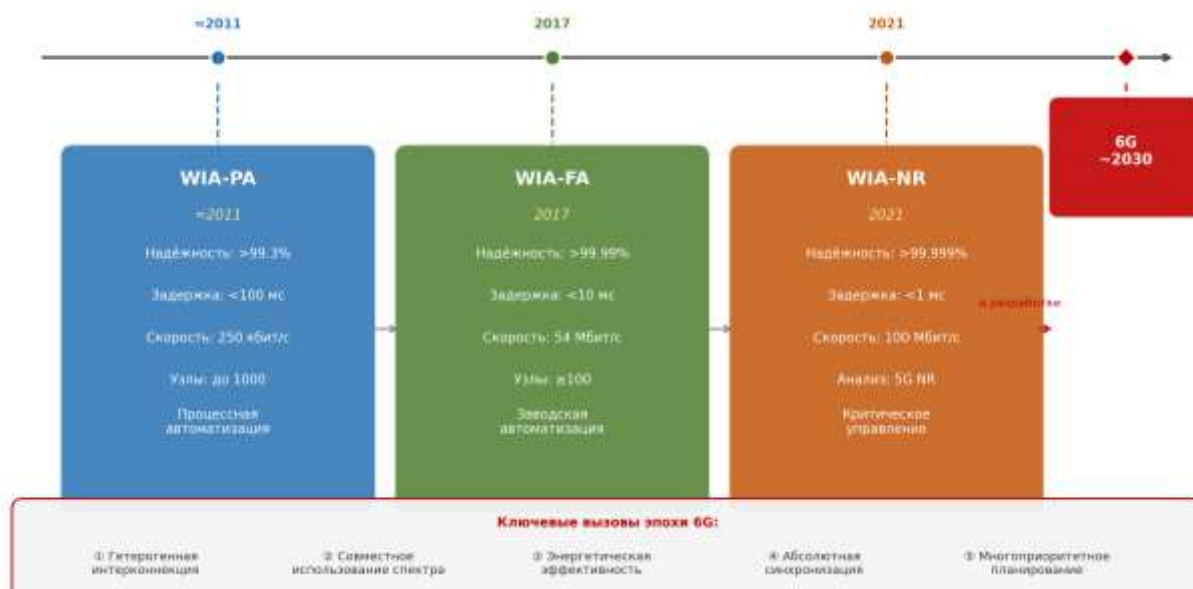 ≈2011
2017
2021
WIA-PA
≈2011
Надёжность: >99.3%
Задержка: <100 мс
Скорость: 250 кбит/с
Узлы: до 1000
Процессная
автоматизация
WIA-FA
2017
Надёжность: >99.99%
Задержка: <10 мс
Скорость: 54 Мбит/с
Узлы: ≥100
Заводская
автоматизация
WIA-NR
2021
Надёжность: >99.999%
Задержка: <1 мс
Скорость: 100 Мбит/с
Анализ: 5G NR
Критическое
управление
6G
~2030
в разработке
Ключевые вызовы эпохи 6G:
① Гетерогенная
интерконнекция
② Совместное
использование спектра
③ Энергетическая
эффективность
④ Абсолютная
синхронизация
⑤ Многоприоритетное
планирование